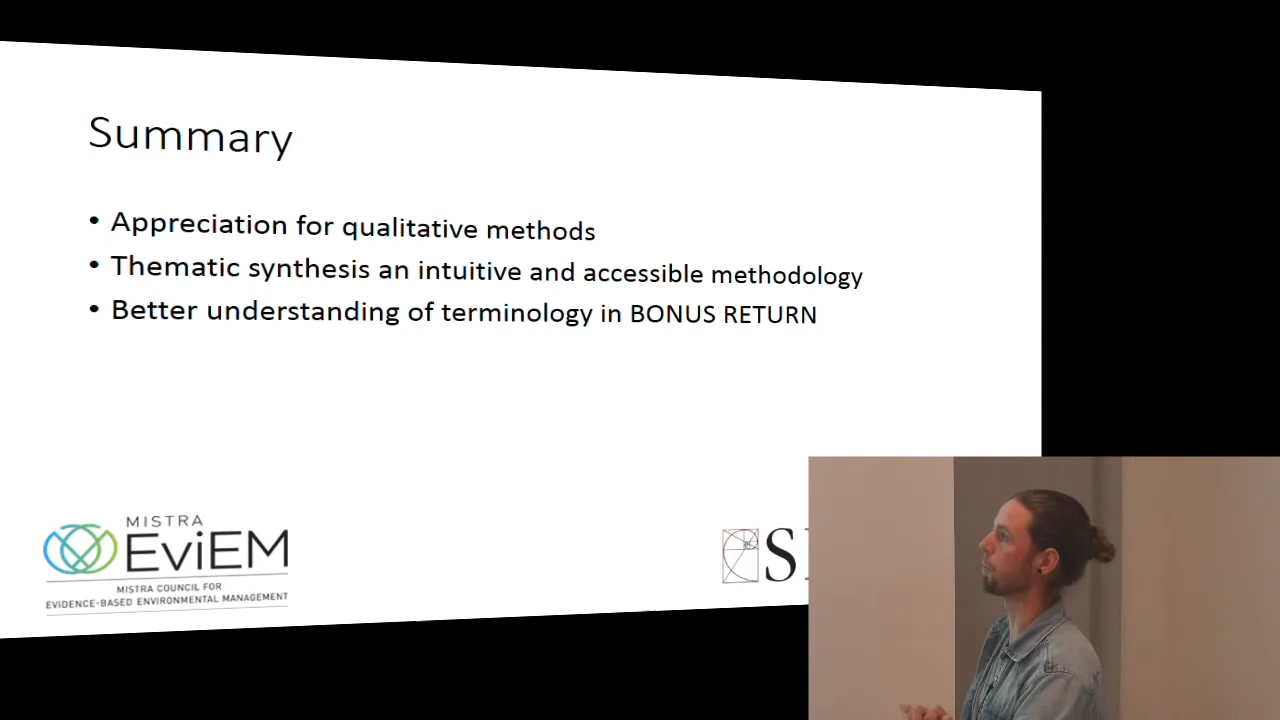 Summary
• Appreciation for qualitative methods
• Thematic synthesis an intuitive and accessible methodology
• Better understanding of terminology in BONUS RETURN
MISTRA
EviEM
MISTRA COUNCIL FOR
EVIDENCE-BASED ENVIRONMENTAL MANAGEMENT
S